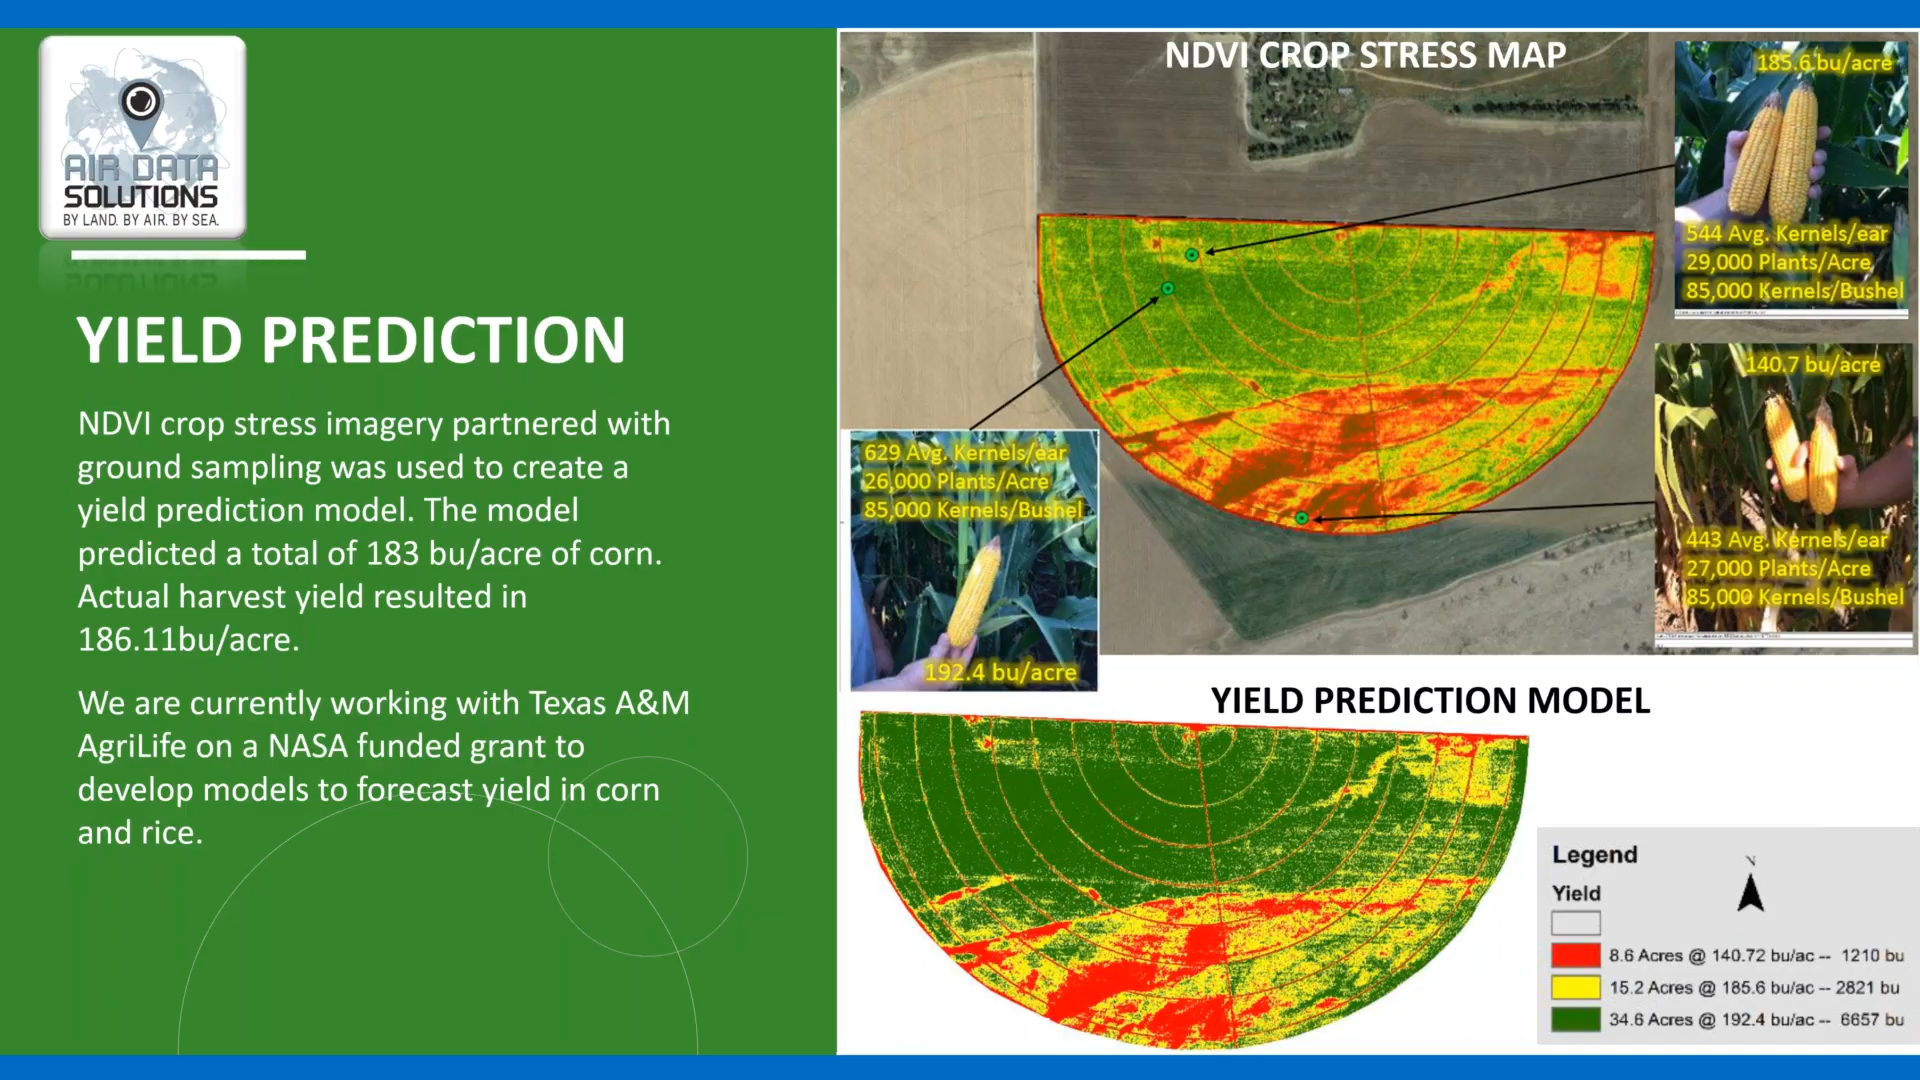 AIR DATA
SOLUTIONS
BY LAND. BY AIR. BY SEA.
YIELD PREDICTION
NDVI crop stress imagery partnered with
ground sampling was used to create a
yield prediction model. The model
predicted a total of 183 bu/acre of corn.
Actual harvest yield resulted in
186.11bu/acre.
We are currently working with Texas A&M
AgriLife on a NASA funded grant to
develop models to forecast yield in corn
and rice.
NDVI CROP STRESS MAP
185.6 bu/acre
544 Avg. Kernels/ear
29,000 Plants/Acre
85,000 Kernels/Bushel
140.7 bu/acre
443 Avg. Kernels/ear
27,000 Plants/Acre
85,000 Kernels/Bushel
629 Avg. Kernels/ear
26,000 Plants/Acre
85,000 Kernels/Bushel
192.4 bu/acre
YIELD PREDICTION MODEL
Legend
N
Yield
8.6 Acres @ 140.72 bu/ac -- 1210 bu
15.2 Acres @ 185.6 bu/ac -- 2821 bu
34.6 Acres @ 192.4 bu/ac -- 6657 bu